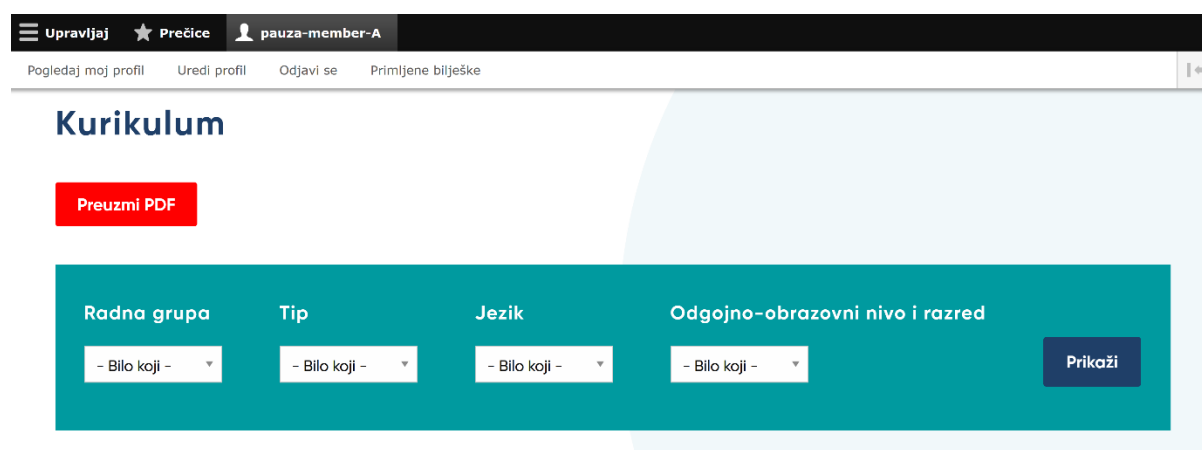 Upravljaj Prečice pauza-member-A
Pogledaj moj profil Uredi profil Odjavi se Primljene bilješke
Kurikulum
Preuzmi PDF
Radna grupa Tip Jezik Odgojno-obrazovni nivo i razred
- Bilo koji - - Bilo koji - - Bilo koji - - Bilo koji - Prikaži